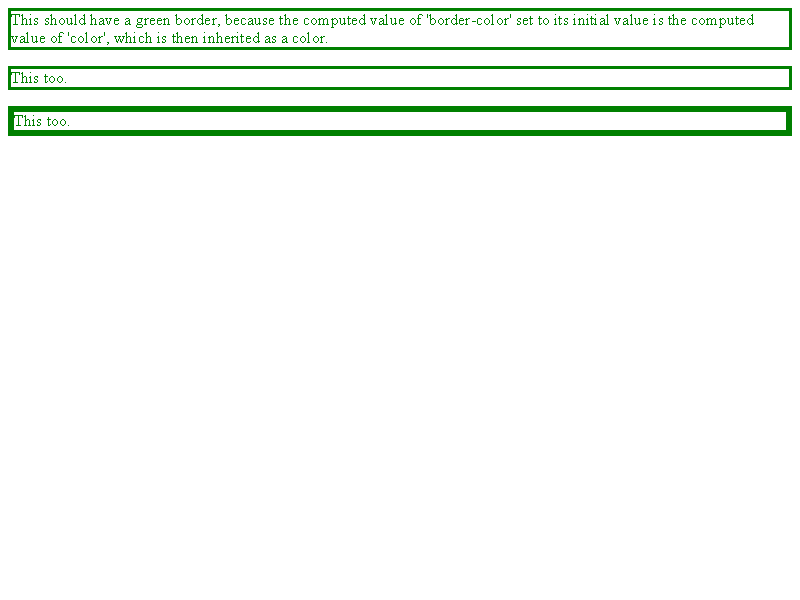 This should have a green border, because the computed value of 'border-color' set to its initial value is the computed
value of 'color', which is then inherited as a color.
This too.
This too.